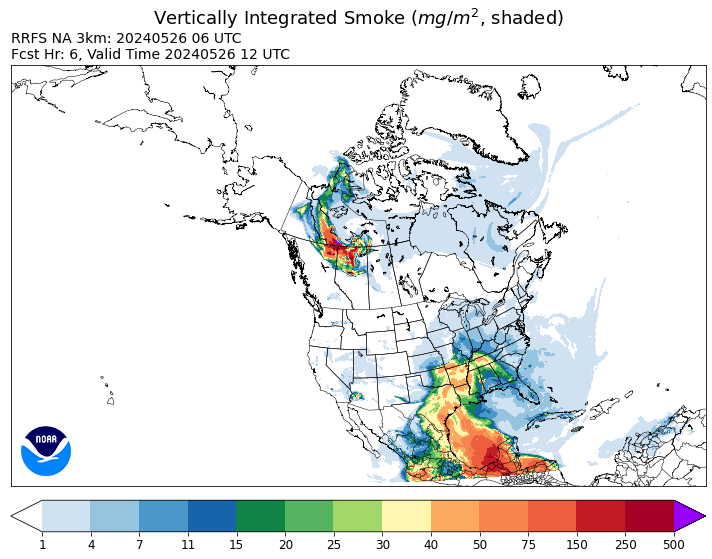 Vertically Integrated Smoke (mg/m², shaded)
RRFS NA 3km: 20240526 06 UTC
Fcst Hr: 6, Valid Time 20240526 12 UTC
NOAA
1 4 7 11 15 20 25 30 40 50 75 150 250 500